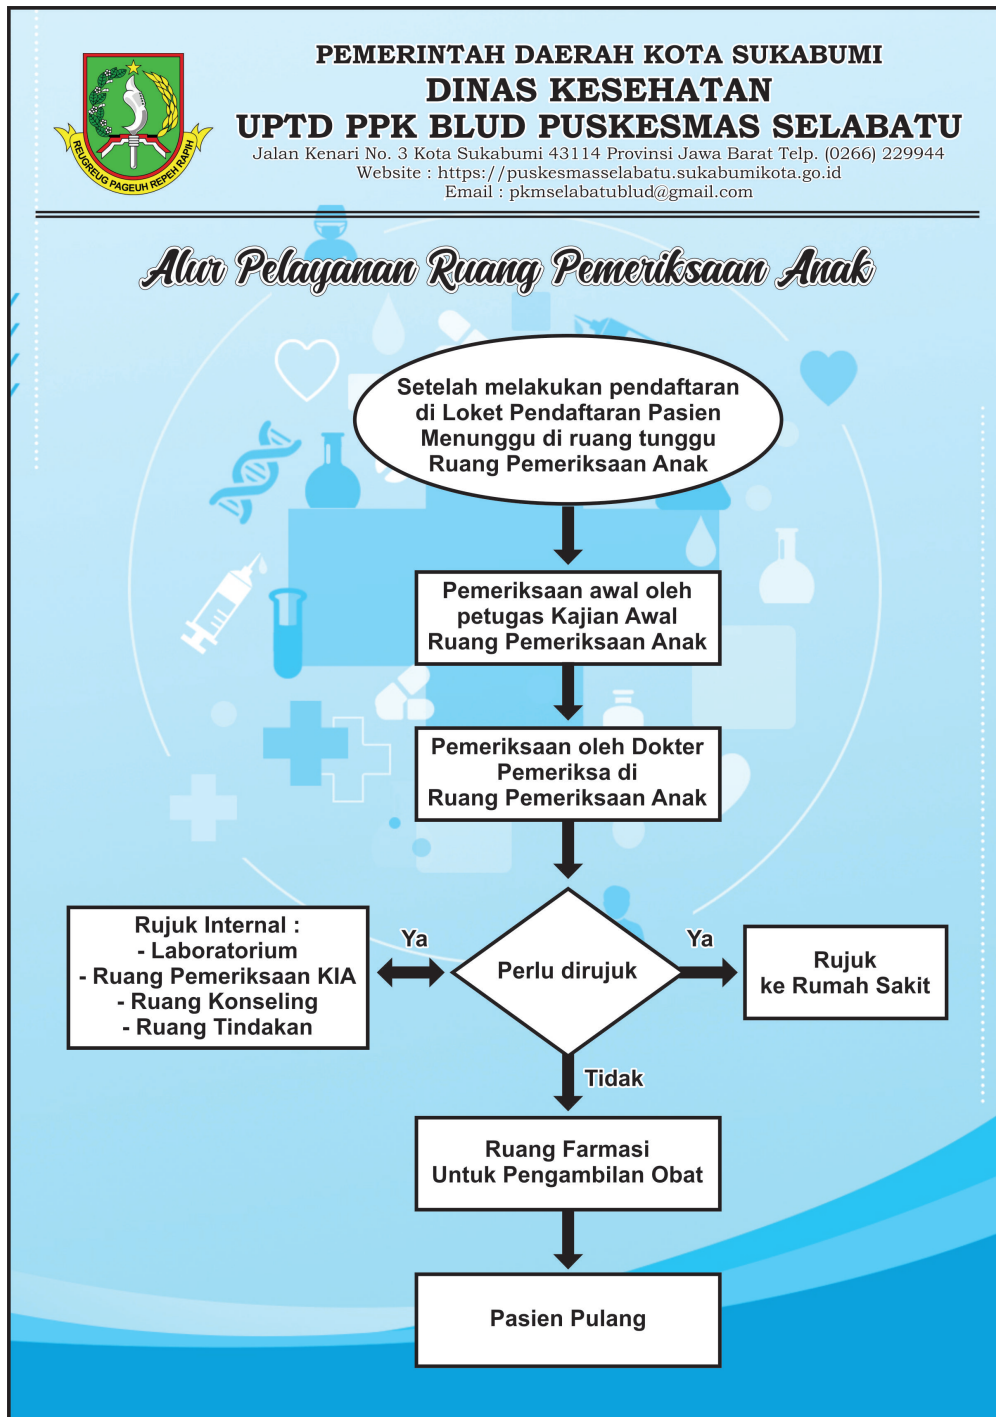 PEMERINTAH DAERAH KOTA SUKABUMI
DINAS KESEHATAN
UPTD PPK BLUD PUSKESMAS SELABATU
Jalan Kenari No. 3 Kota Sukabumi 43114 Provinsi Jawa Barat Telp. (0266) 229944
Website : https://puskesmasselabatu.sukabumikota.go.id
Email : pkmselabatublud@gmail.com
REUGREUG PAGEUH REPEH RAPIH
Alur Pelayanan Ruang Pemeriksaan Anak
Setelah melakukan pendaftaran
di Loket Pendaftaran Pasien
Menunggu di ruang tunggu
Ruang Pemeriksaan Anak
Pemeriksaan awal oleh
petugas Kajian Awal
Ruang Pemeriksaan Anak
Pemeriksaan oleh Dokter
Pemeriksa di
Ruang Pemeriksaan Anak
Rujuk Internal :
- Laboratorium
- Ruang Pemeriksaan KIA
- Ruang Konseling
- Ruang Tindakan
Ya
Perlu dirujuk
Ya
Rujuk
ke Rumah Sakit
Tidak
Ruang Farmasi
Untuk Pengambilan Obat
Pasien Pulang